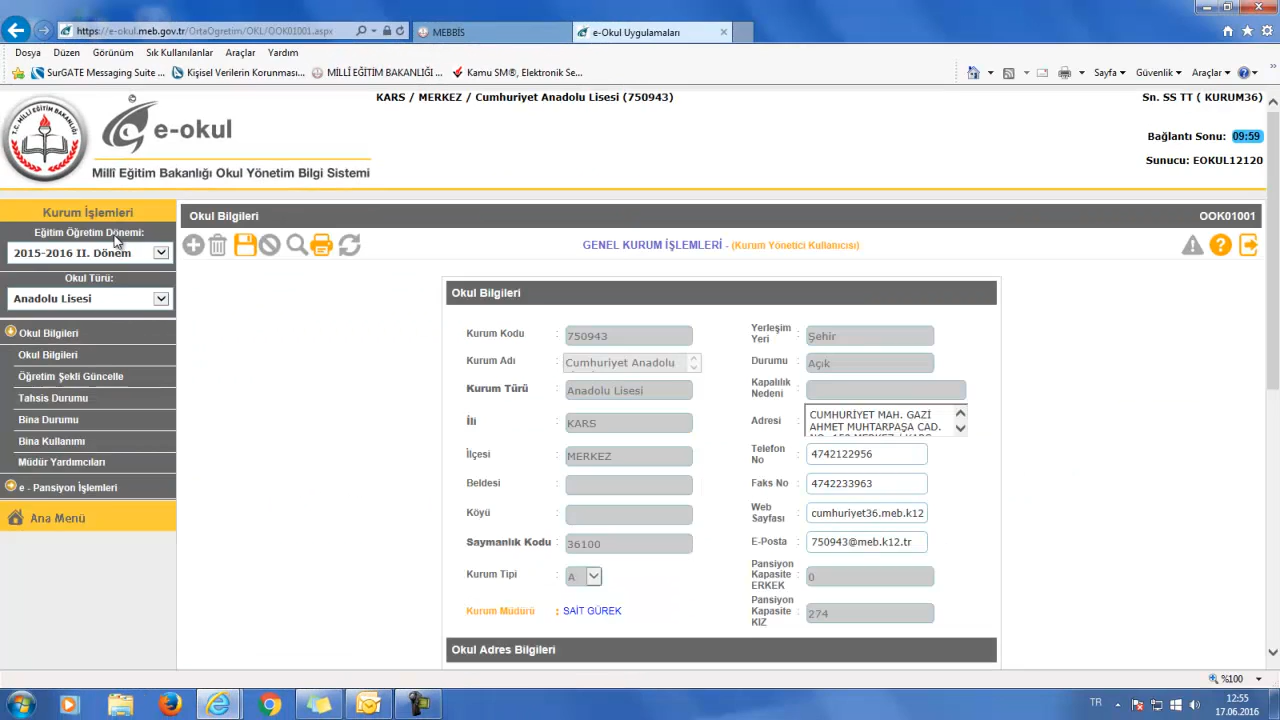 https://e-okul.meb.gov.tr/OrtaOgretim/OKL/OOK01001.aspx
MEBBİS
e-Okul Uygulamaları
Dosya Düzen Görünüm Sık Kullanılanlar Araçlar Yardım
SurGATE Messaging Suite ... Kişisel Verilerin Korunması... MİLLÎ EĞİTİM BAKANLIĞI ... Kamu SM®, Elektronik Se...
Sayfa Güvenlik Araçlar
KARS / MERKEZ / Cumhuriyet Anadolu Lisesi (750943)
Sn. SS TT ( KURUM36)
e-okul
Bağlantı Sonu: 09:59
Millî Eğitim Bakanlığı Okul Yönetim Bilgi Sistemi
Sunucu: EOKUL12120
Kurum İşlemleri
Eğitim Öğretim Dönemi:
2015-2016 II. Dönem
Okul Türü:
Anadolu Lisesi
Okul Bilgileri
Okul Bilgileri
Öğretim Şekli Güncelle
Tahsis Durumu
Bina Durumu
Bina Kullanımı
Müdür Yardımcıları
e - Pansiyon İşlemleri
Ana Menü
Okul Bilgileri
OOK01001
GENEL KURUM İŞLEMLERİ - (Kurum Yönetici Kullanıcısı)
Okul Bilgileri
Kurum Kodu : 750943
Kurum Adı : Cumhuriyet Anadolu
Kurum Türü : Anadolu Lisesi
İli : KARS
İlçesi : MERKEZ
Beldesi :
Köyü :
Saymanlık Kodu : 36100
Kurum Tipi : A
Kurum Müdürü : SAİT GÜREK
Yerleşim Yeri : Şehir
Durumu : Açık
Kapalılık Nedeni :
Adresi : CUMHURİYET MAH. GAZİ
AHMET MUHTARPAŞA CAD.
Telefon No : 4742122956
Faks No : 4742233963
Web Sayfası : cumhuriyet36.meb.k12
E-Posta : 750943@meb.k12.tr
Pansiyon Kapasite ERKEK : 0
Pansiyon Kapasite KIZ : 274
Okul Adres Bilgileri
%100
TR
12:55
17.06.2016